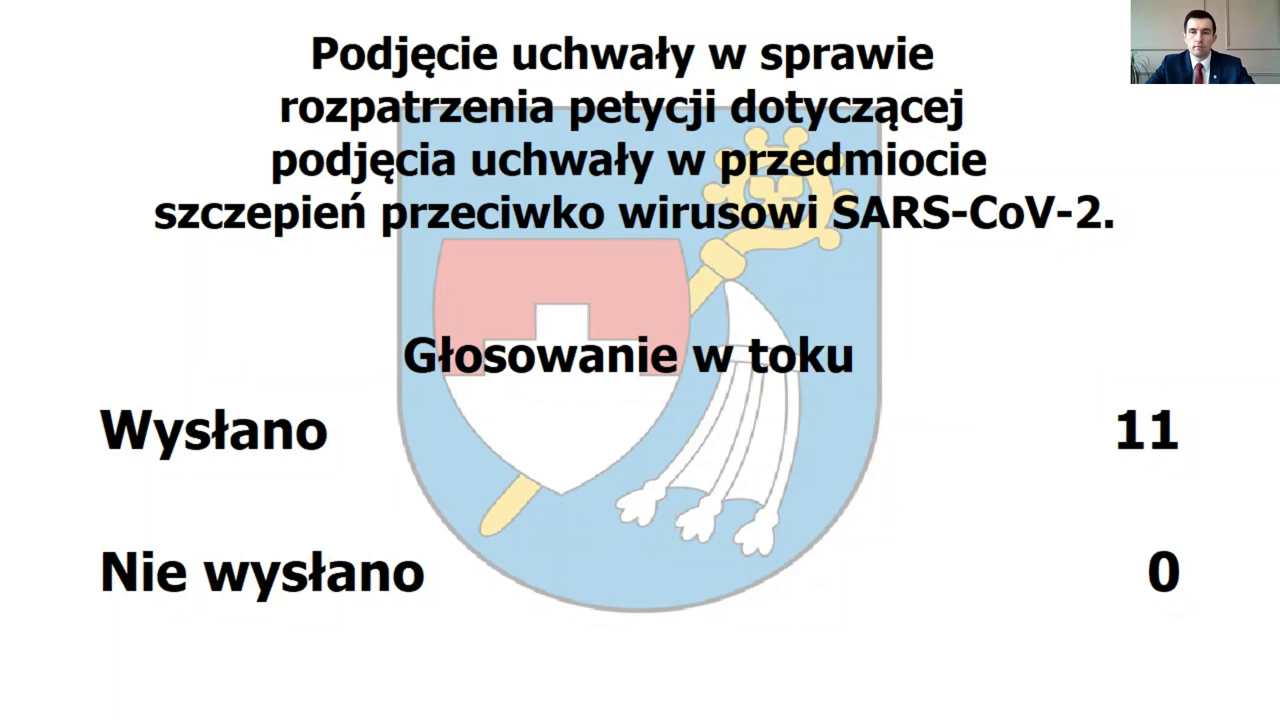 Podjęcie uchwały w sprawie
rozpatrzenia petycji dotyczącej
podjęcia uchwały w przedmiocie
szczepień przeciwko wirusowi SARS-CoV-2.
Głosowanie w toku
Wysłano 11
Nie wysłano 0